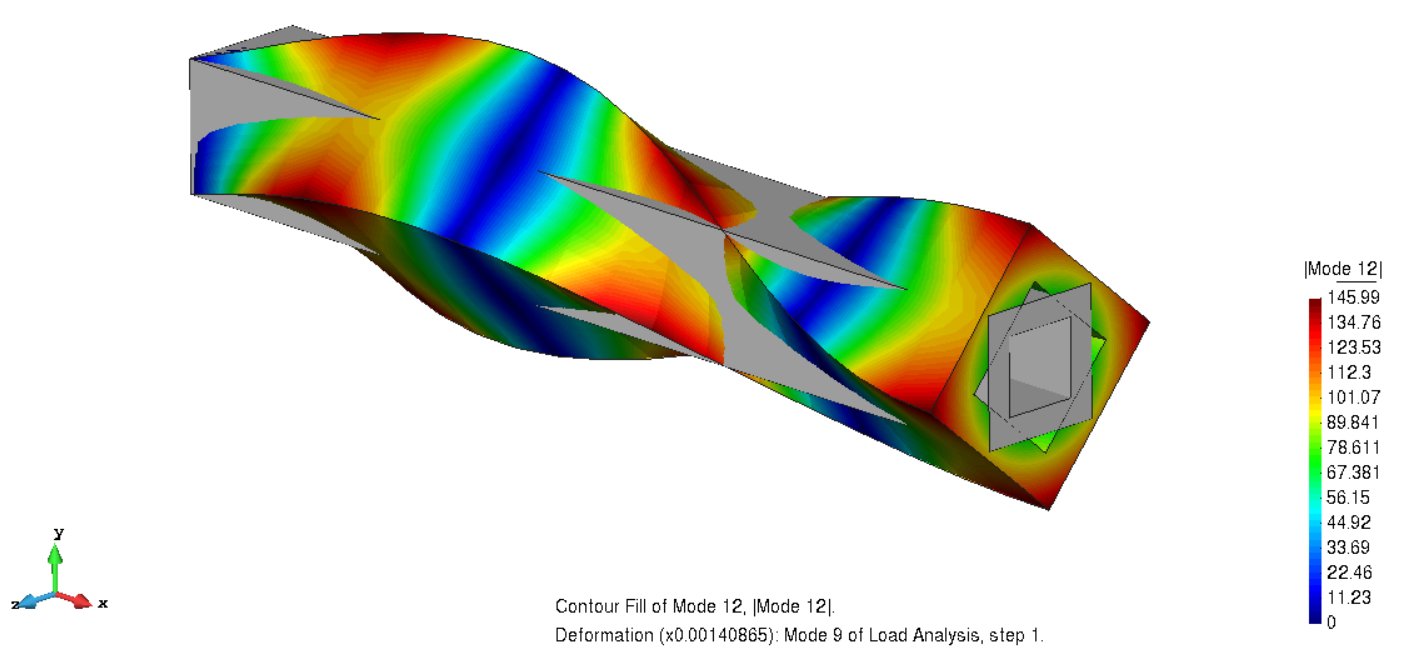 |Mode 12|
145.99
134.76
123.53
112.3
101.07
89.841
78.611
67.381
56.15
44.92
33.69
22.46
11.23
0
y
z
x
Contour Fill of Mode 12, |Mode 12|.
Deformation (x0.00140865): Mode 9 of Load Analysis, step 1.